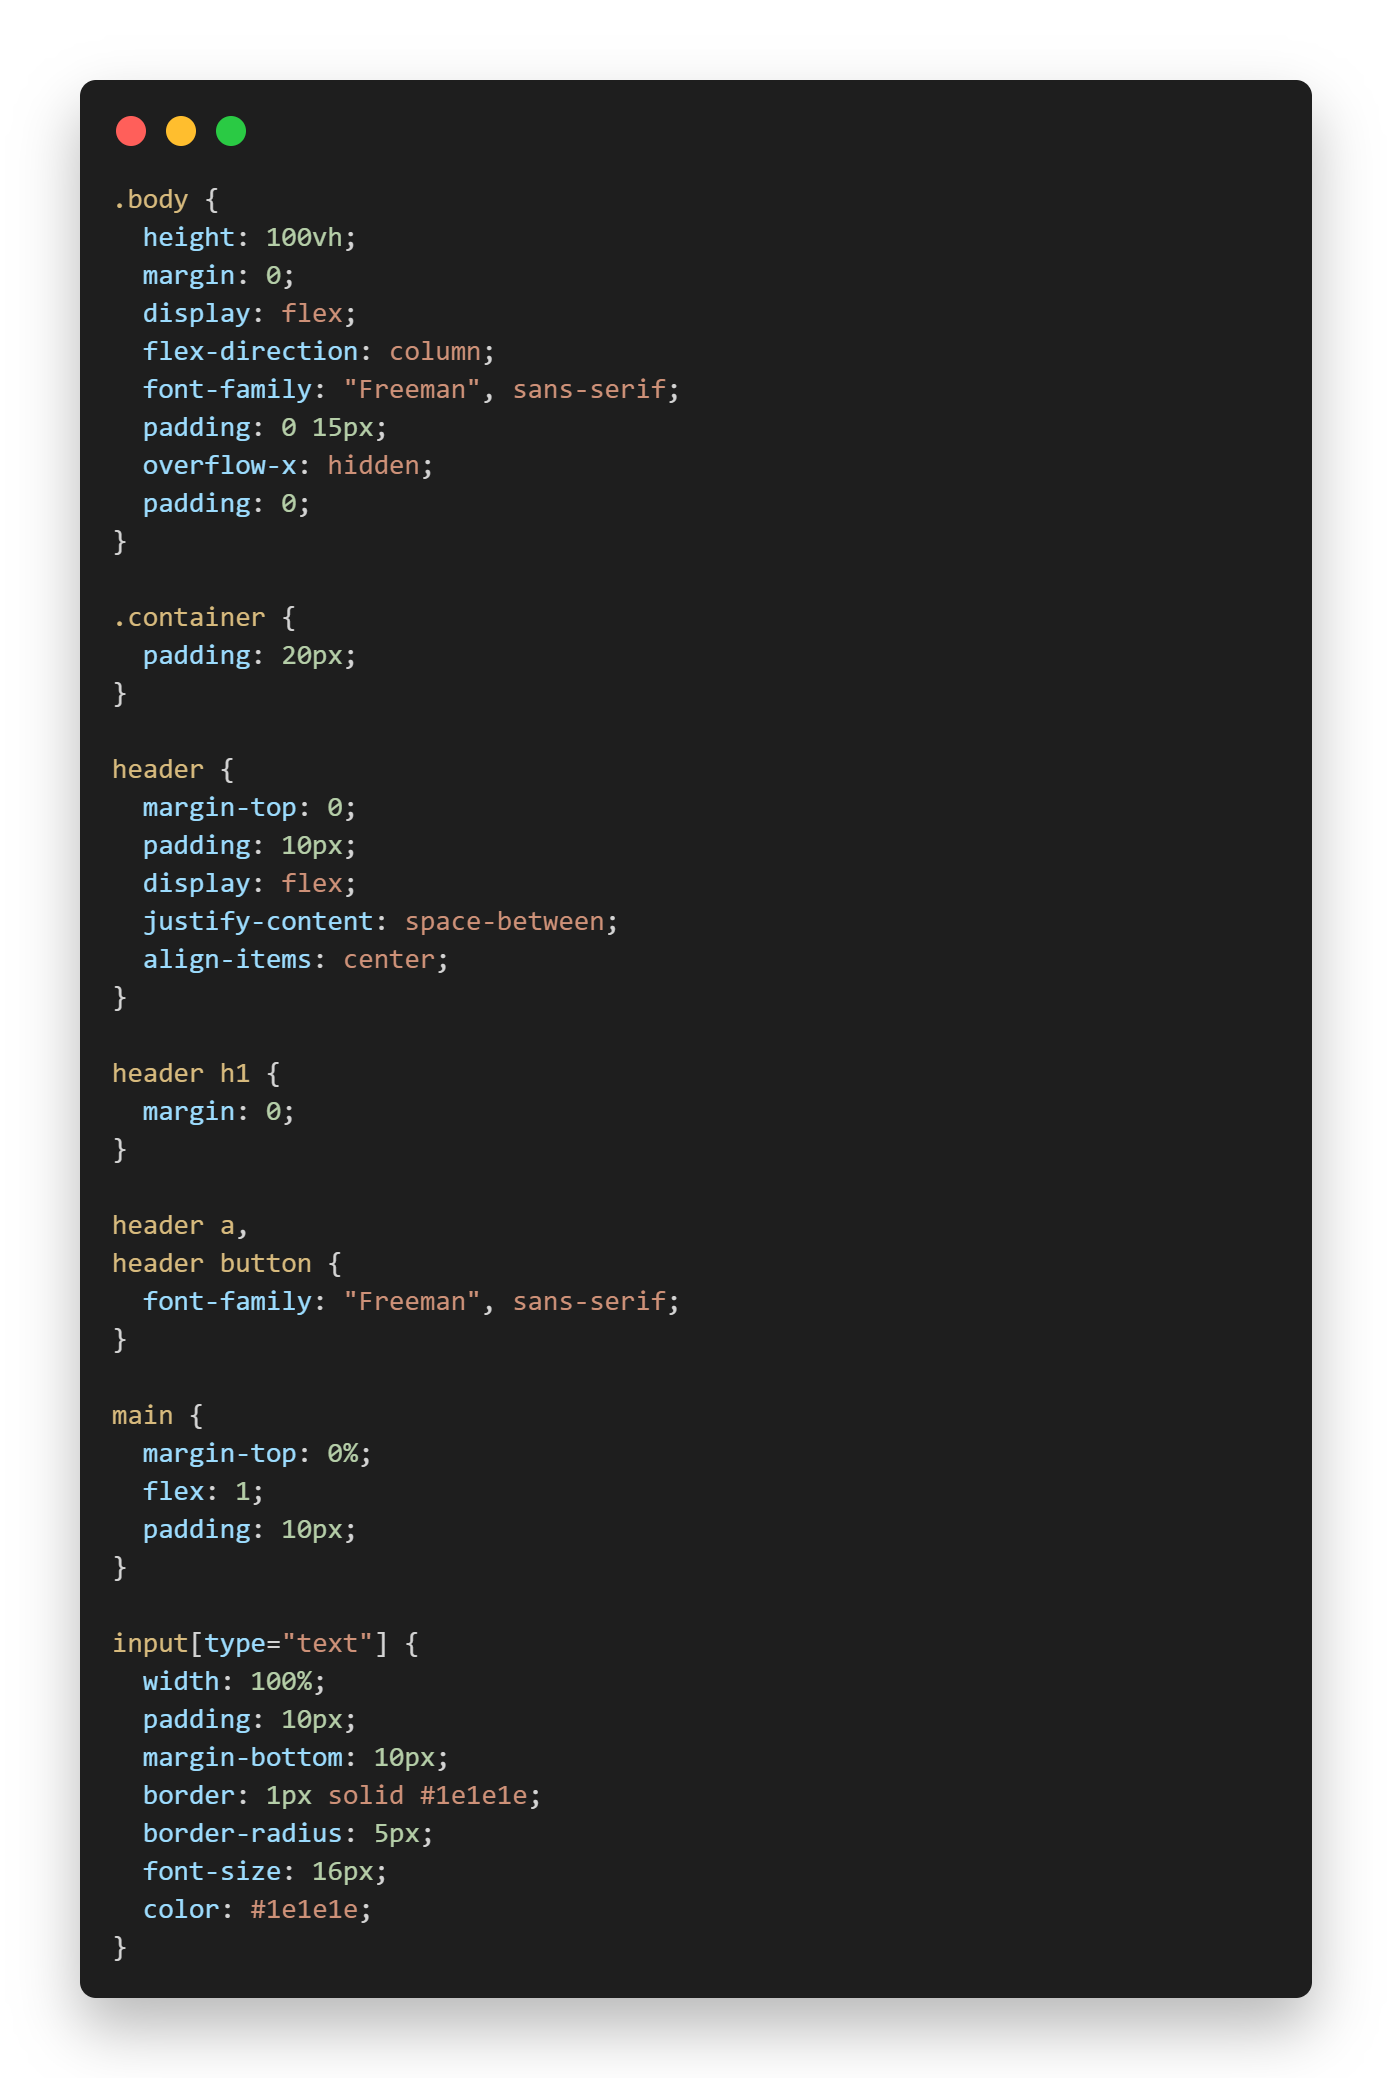 .body {
  height: 100vh;
  margin: 0;
  display: flex;
  flex-direction: column;
  font-family: "Freeman", sans-serif;
  padding: 0 15px;
  overflow-x: hidden;
  padding: 0;
}

.container {
  padding: 20px;
}

header {
  margin-top: 0;
  padding: 10px;
  display: flex;
  justify-content: space-between;
  align-items: center;
}

header h1 {
  margin: 0;
}

header a,
header button {
  font-family: "Freeman", sans-serif;
}

main {
  margin-top: 0%;
  flex: 1;
  padding: 10px;
}

input[type="text"] {
  width: 100%;
  padding: 10px;
  margin-bottom: 10px;
  border: 1px solid #1e1e1e;
  border-radius: 5px;
  font-size: 16px;
  color: #1e1e1e;
}